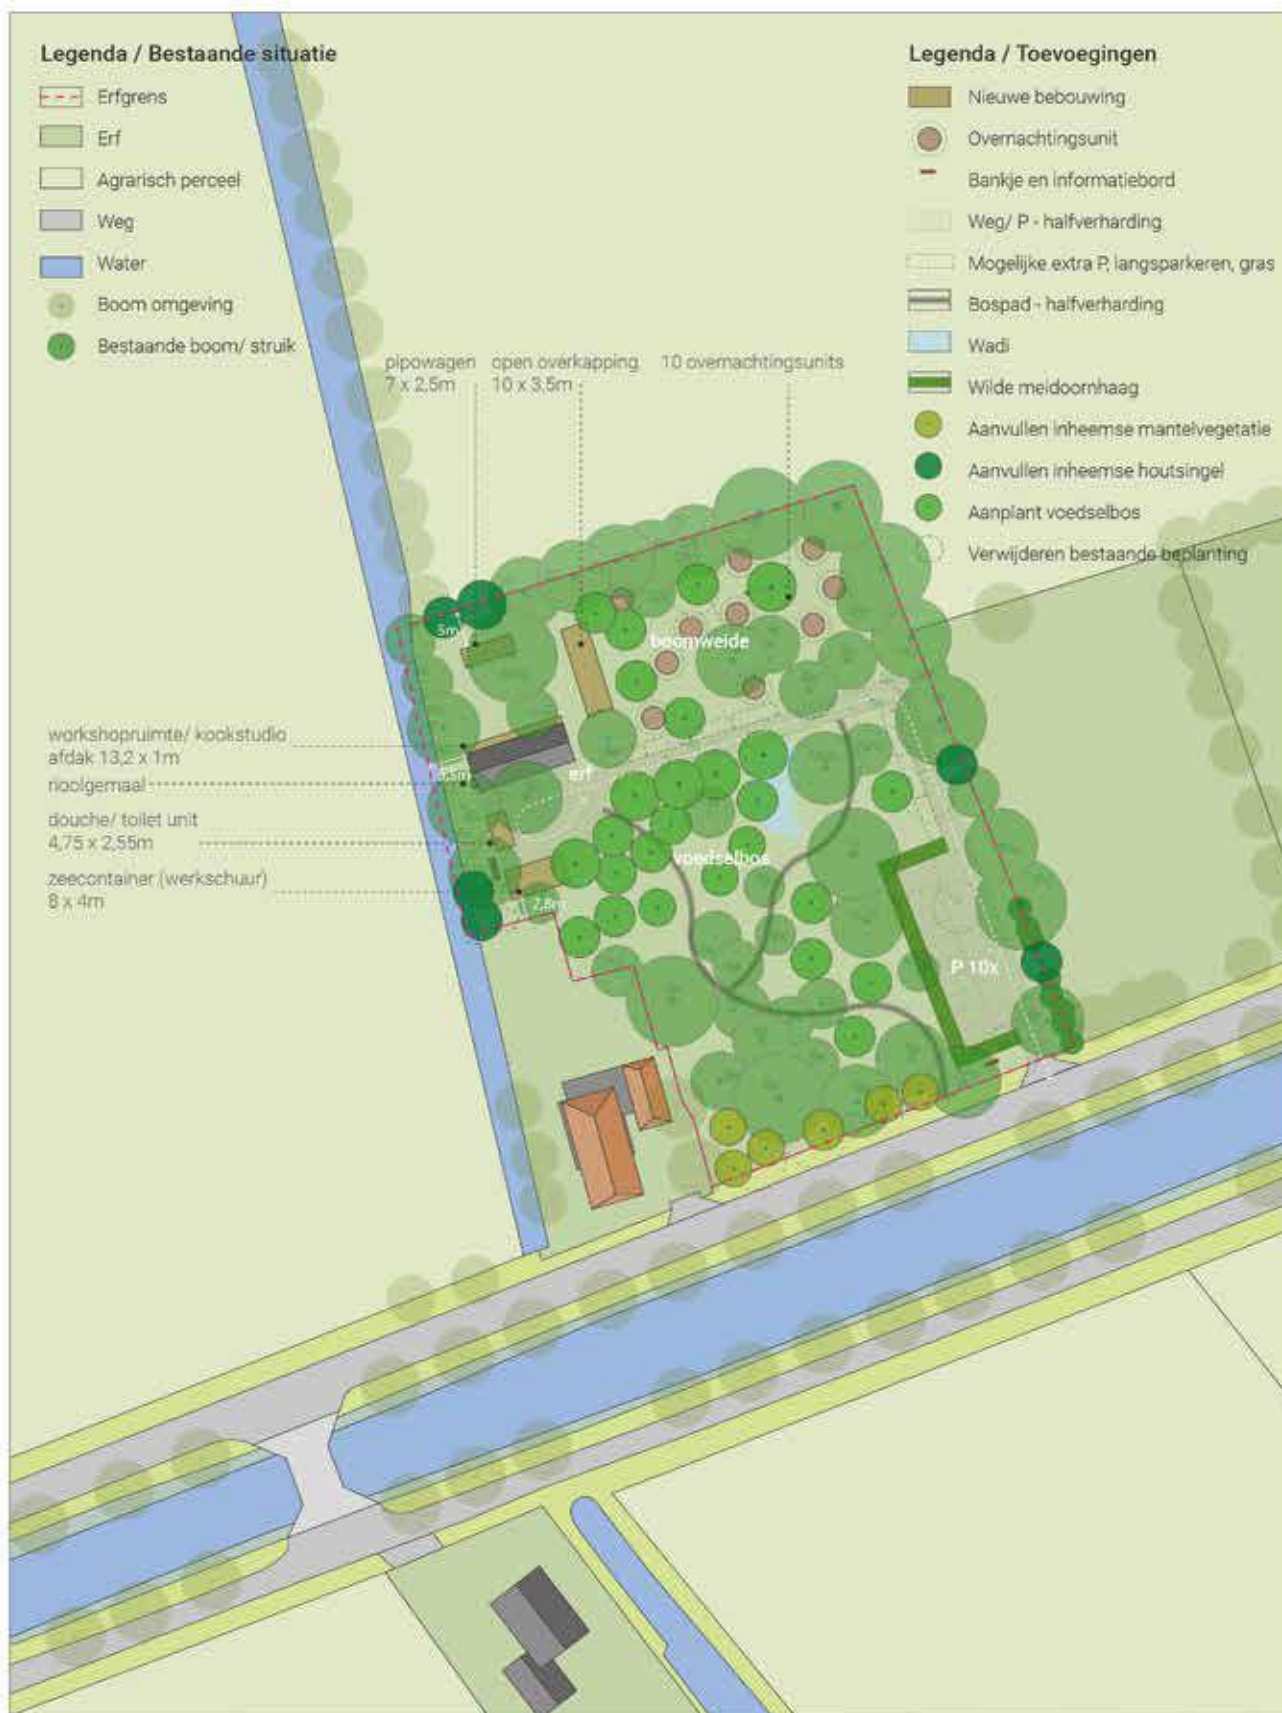 Legenda / Bestaande situatie
Erfgrens
Erf
Agrarisch perceel
Weg
Water
Boom omgeving
Bestaande boom/ struik
Legenda / Toevoegingen
Nieuwe bebouwing
Overnachtingsunit
Bankje en informatiebord
Weg/ P - halfverharding
Mogelijke extra P, langsparkeren, gras
Bospad - halfverharding
Wadi
Wilde meidoornhaag
Aanvullen inheemse mantelvegetatie
Aanvullen inheemse houtsingel
Aanplant voedselbos
Verwijderen bestaande beplanting
pipowagen
7 x 2,5m
open overkapping
10 x 3,5m
10 overnachtingsunits
5m
boomweide
workshopruimte/ kookstudio
afdak 13,2 x 1m
rioolgemaal
3,5m
erf
douche/ toilet unit
4,75 x 2,55m
voedselbos
zeecontainer (werkschuur)
8 x 4m
2,8m
P 10x